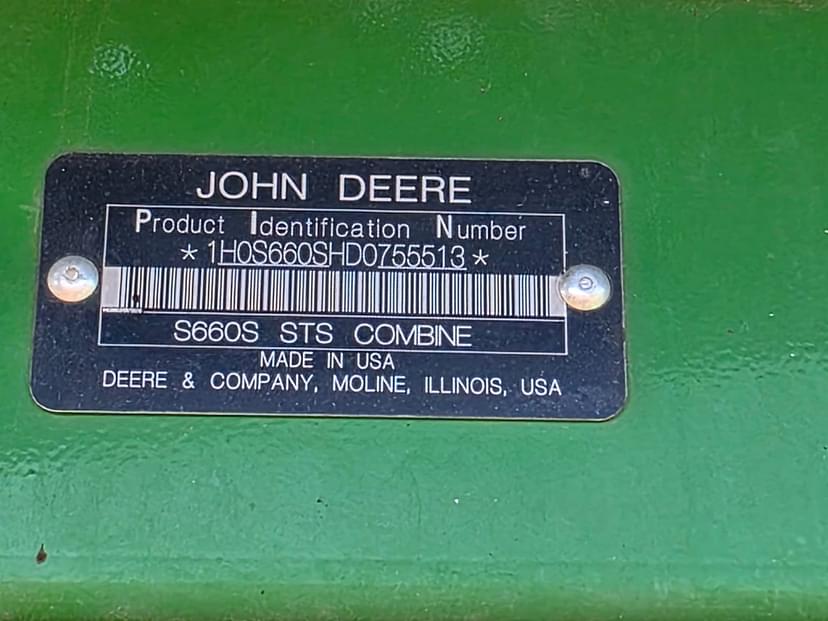 JOHN DEERE
Product Identification Number
*1H0S660SHD0755513*
S660S STS COMBINE
MADE IN USA
DEERE & COMPANY, MOLINE, ILLINOIS, USA